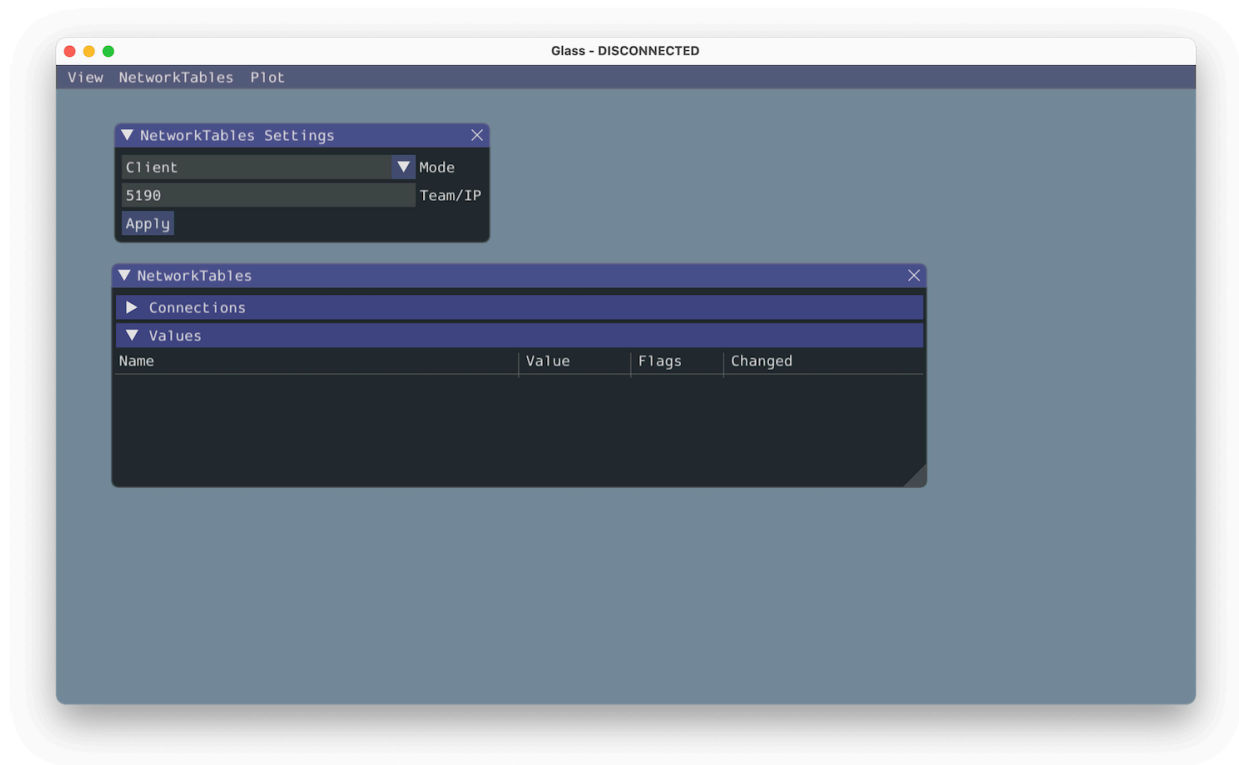 Glass - DISCONNECTED
View NetworkTables Plot
NetworkTables Settings
Client Mode
5190 Team/IP
Apply
NetworkTables
Connections
Values
Name Value Flags Changed